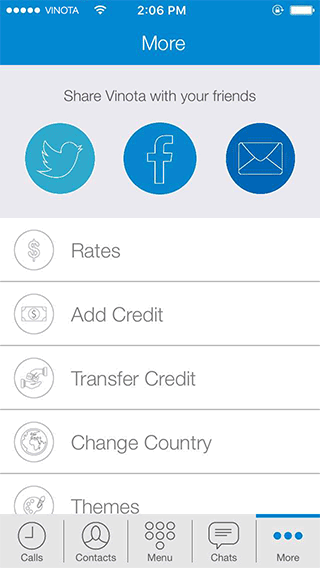 VINOTA 2:06 PM
More
Share Vinota with your friends
Rates
Add Credit
Transfer Credit
Change Country
Themes
Calls Contacts Menu Chats More